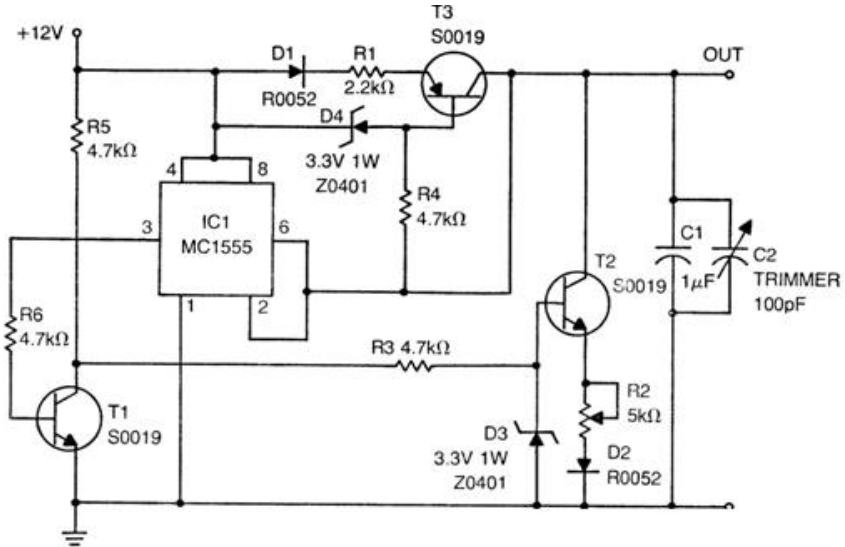 T3
S0019
+12V
D1
R0052
R1
2.2kΩ
OUT
D4
3.3V 1W
Z0401
R5
4.7kΩ
4
8
R4
4.7kΩ
IC1
MC1555
3
6
1
2
T2
S0019
C1
1μF
C2
TRIMMER
100pF
R6
4.7kΩ
R3 4.7kΩ
T1
S0019
R2
5kΩ
D3
3.3V 1W
Z0401
D2
R0052